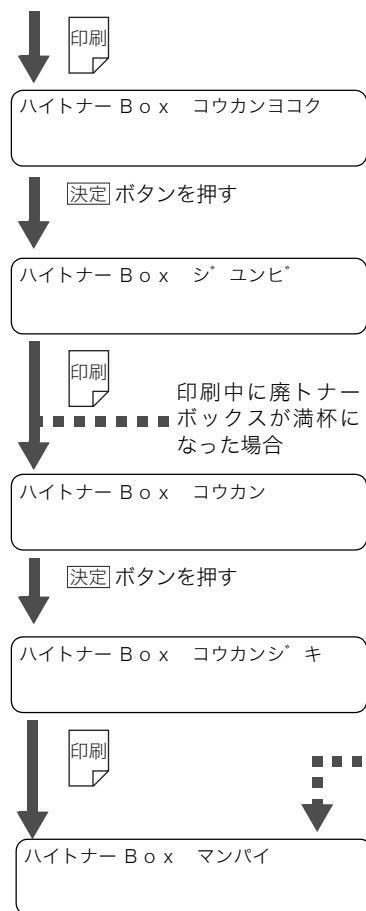 印刷
ハイトナー Ｂｏｘ　コウカンヨコク
決定 ボタンを押す
ハイトナー Ｂｏｘ　シ゛ユンビ
印刷
印刷中に廃トナー
ボックスが満杯に
なった場合
ハイトナー Ｂｏｘ　コウカン
決定 ボタンを押す
ハイトナー Ｂｏｘ　コウカンシ゛キ
印刷
ハイトナー Ｂｏｘ　マンパイ